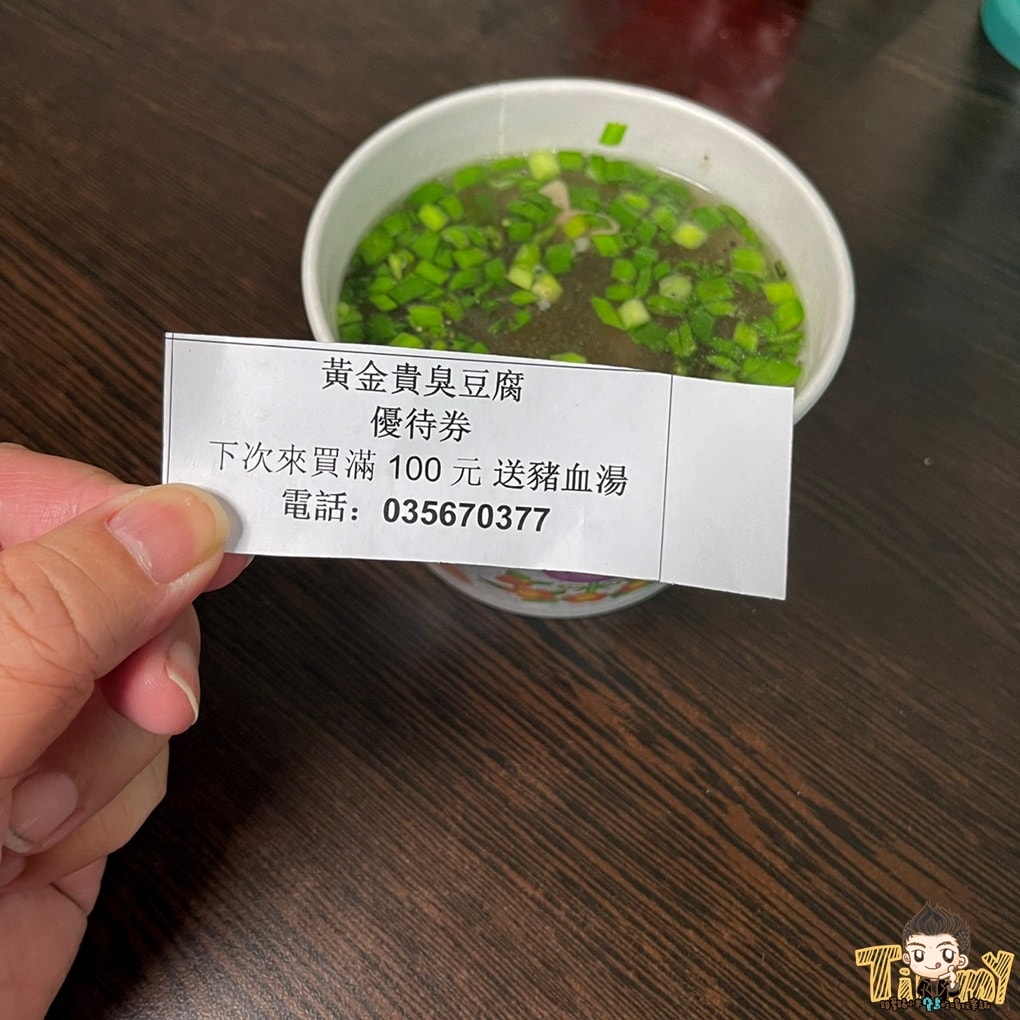 黃金貴臭豆腐
優待券
下次來買滿 100 元 送豬血湯
電話：035670377